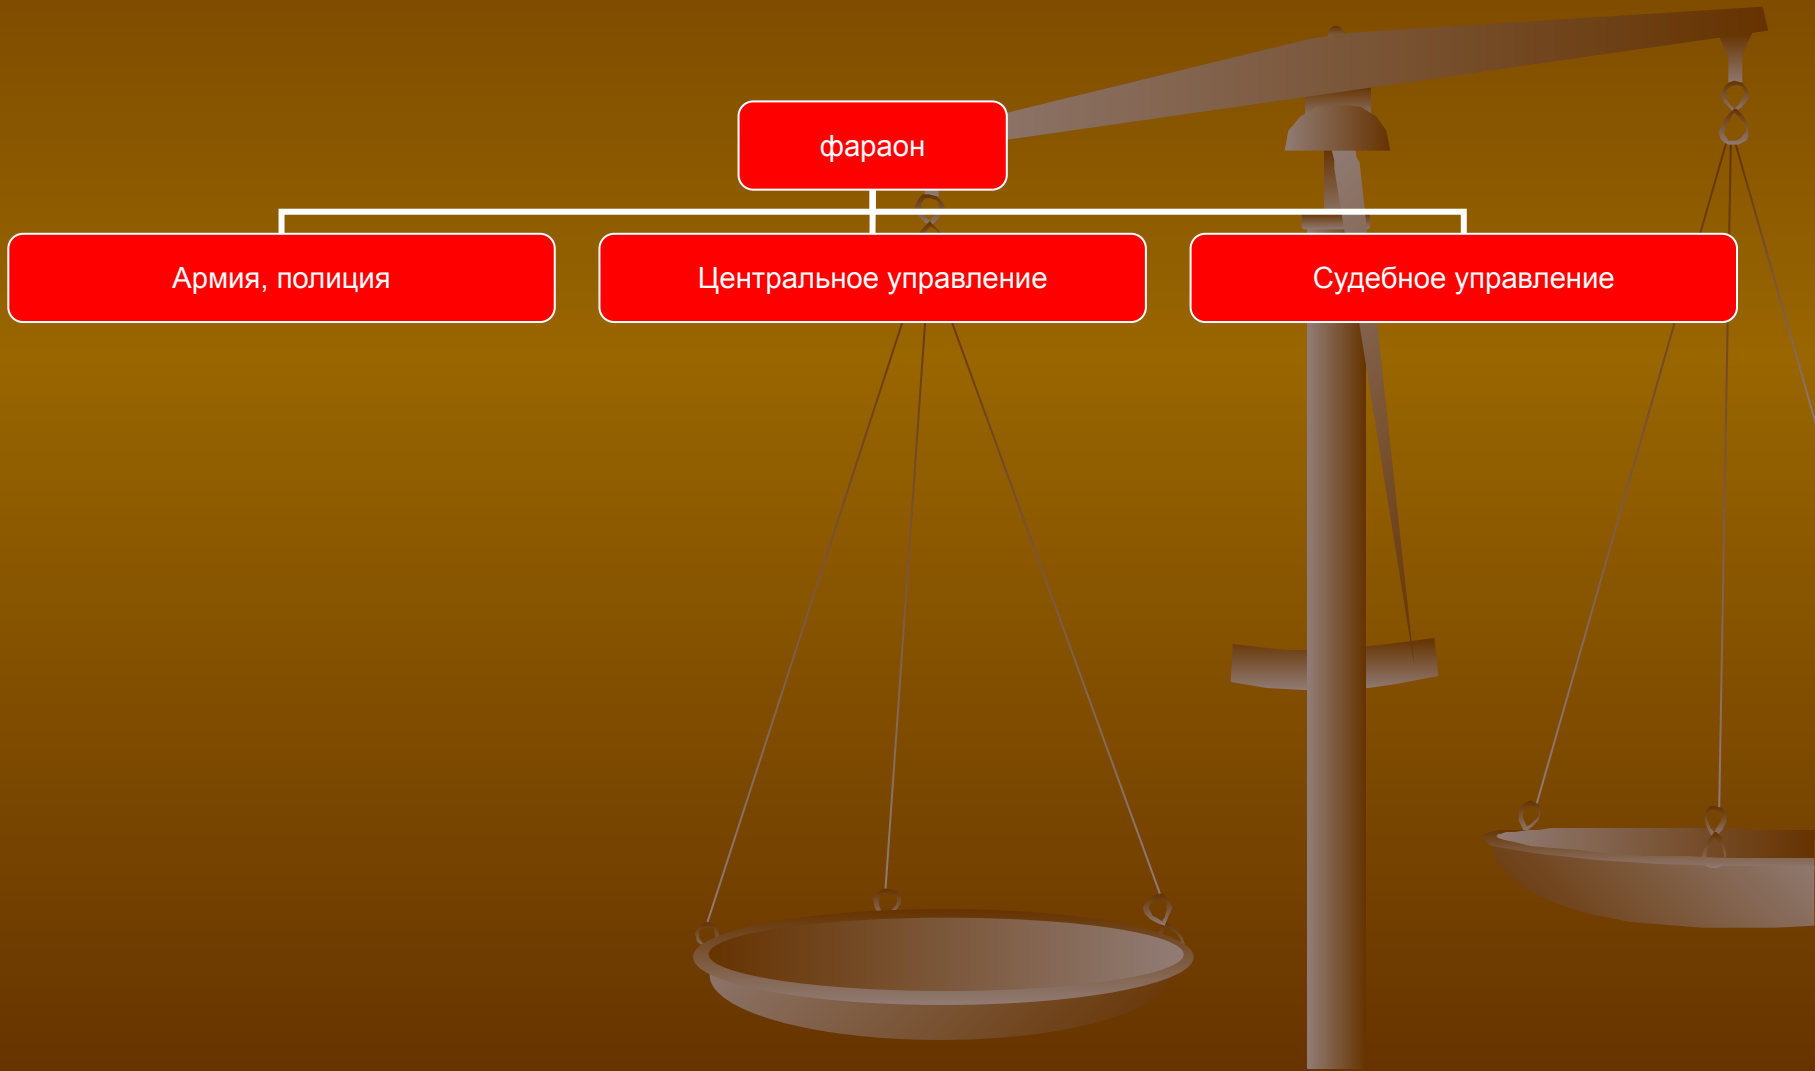 фараон
Армия, полиция
Центральное управление
Судебное управление